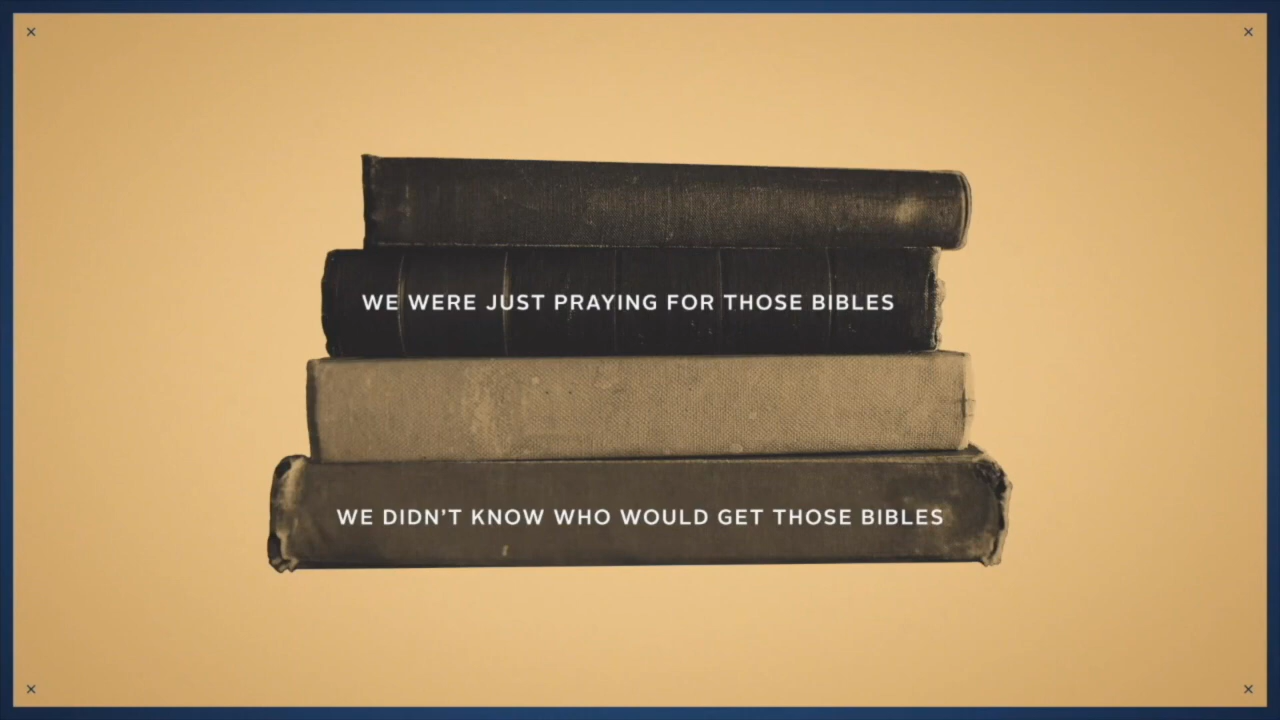 WE WERE JUST PRAYING FOR THOSE BIBLES
WE DIDN'T KNOW WHO WOULD GET THOSE BIBLES